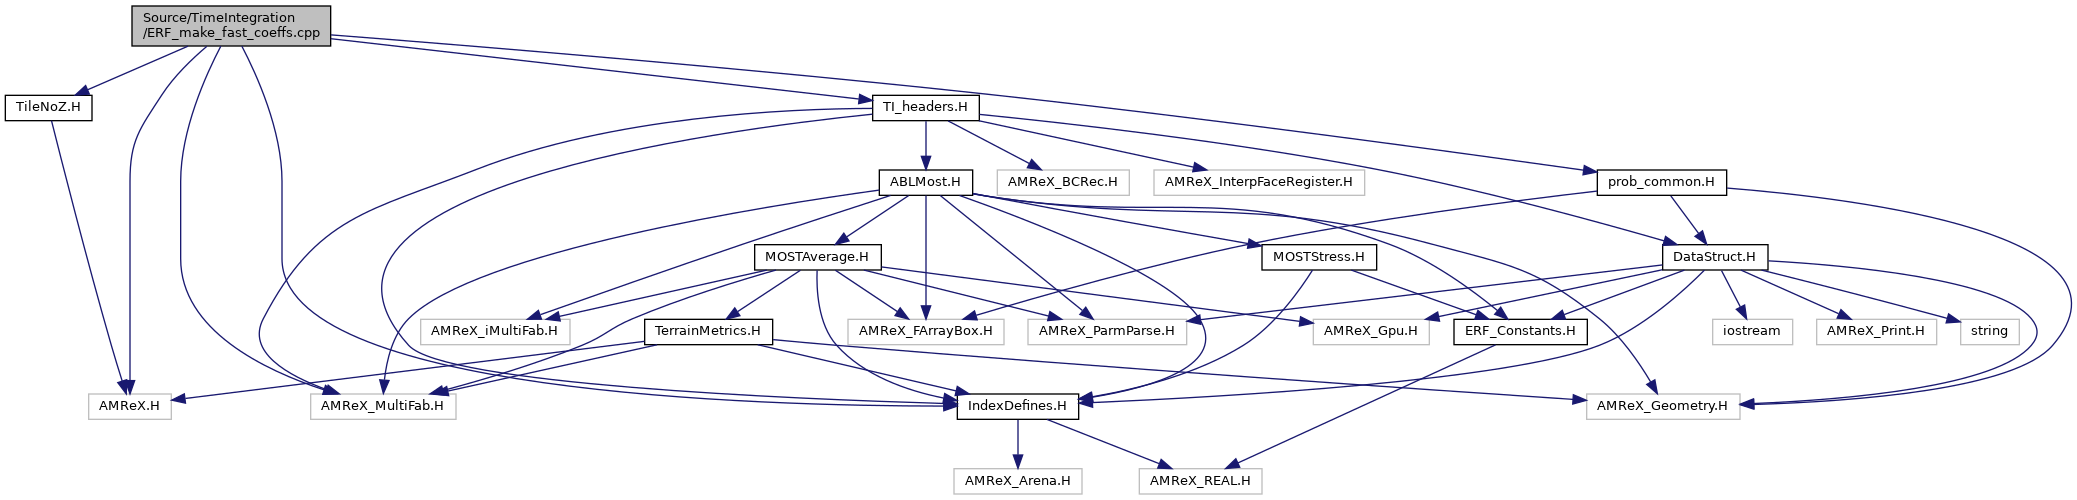 Source/TimeIntegration
/ERF_make_fast_coeffs.cpp
TileNoZ.H
TI_headers.H
ABLMost.H
AMReX_BCRec.H
AMReX_InterpFaceRegister.H
prob_common.H
MOSTAverage.H
MOSTStress.H
DataStruct.H
AMReX_iMultiFab.H
TerrainMetrics.H
AMReX_FArrayBox.H
AMReX_ParmParse.H
AMReX_Gpu.H
ERF_Constants.H
iostream
AMReX_Print.H
string
AMReX.H
AMReX_MultiFab.H
IndexDefines.H
AMReX_Geometry.H
AMReX_Arena.H
AMReX_REAL.H